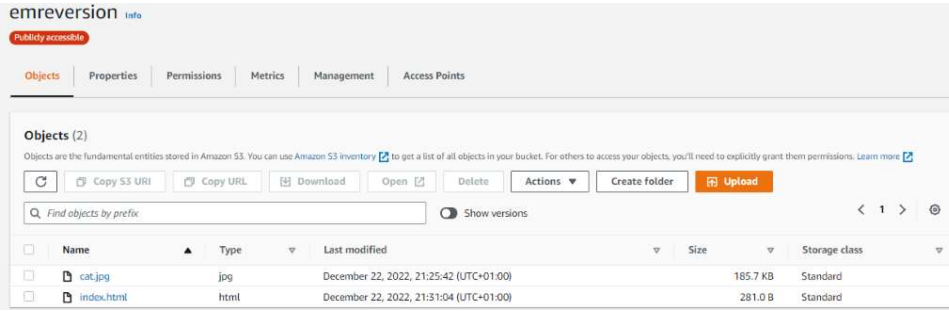 emreversion Info
Publicly accessible
Objects Properties Permissions Metrics Management Access Points
Objects (2)
Objects are the fundamental entities stored in Amazon S3. You can use Amazon S3 inventory to get a list of all objects in your bucket. For others to access your objects, you'll need to explicitly grant them permissions. Learn more
Copy S3 URI Copy URL Download Open Delete Actions Create folder Upload
Find objects by prefix Show versions 1
Name Type Last modified Size Storage class
cat.jpg jpg December 22, 2022, 21:25:42 (UTC+01:00) 185.7 KB Standard
index.html html December 22, 2022, 21:31:04 (UTC+01:00) 281.0 B Standard